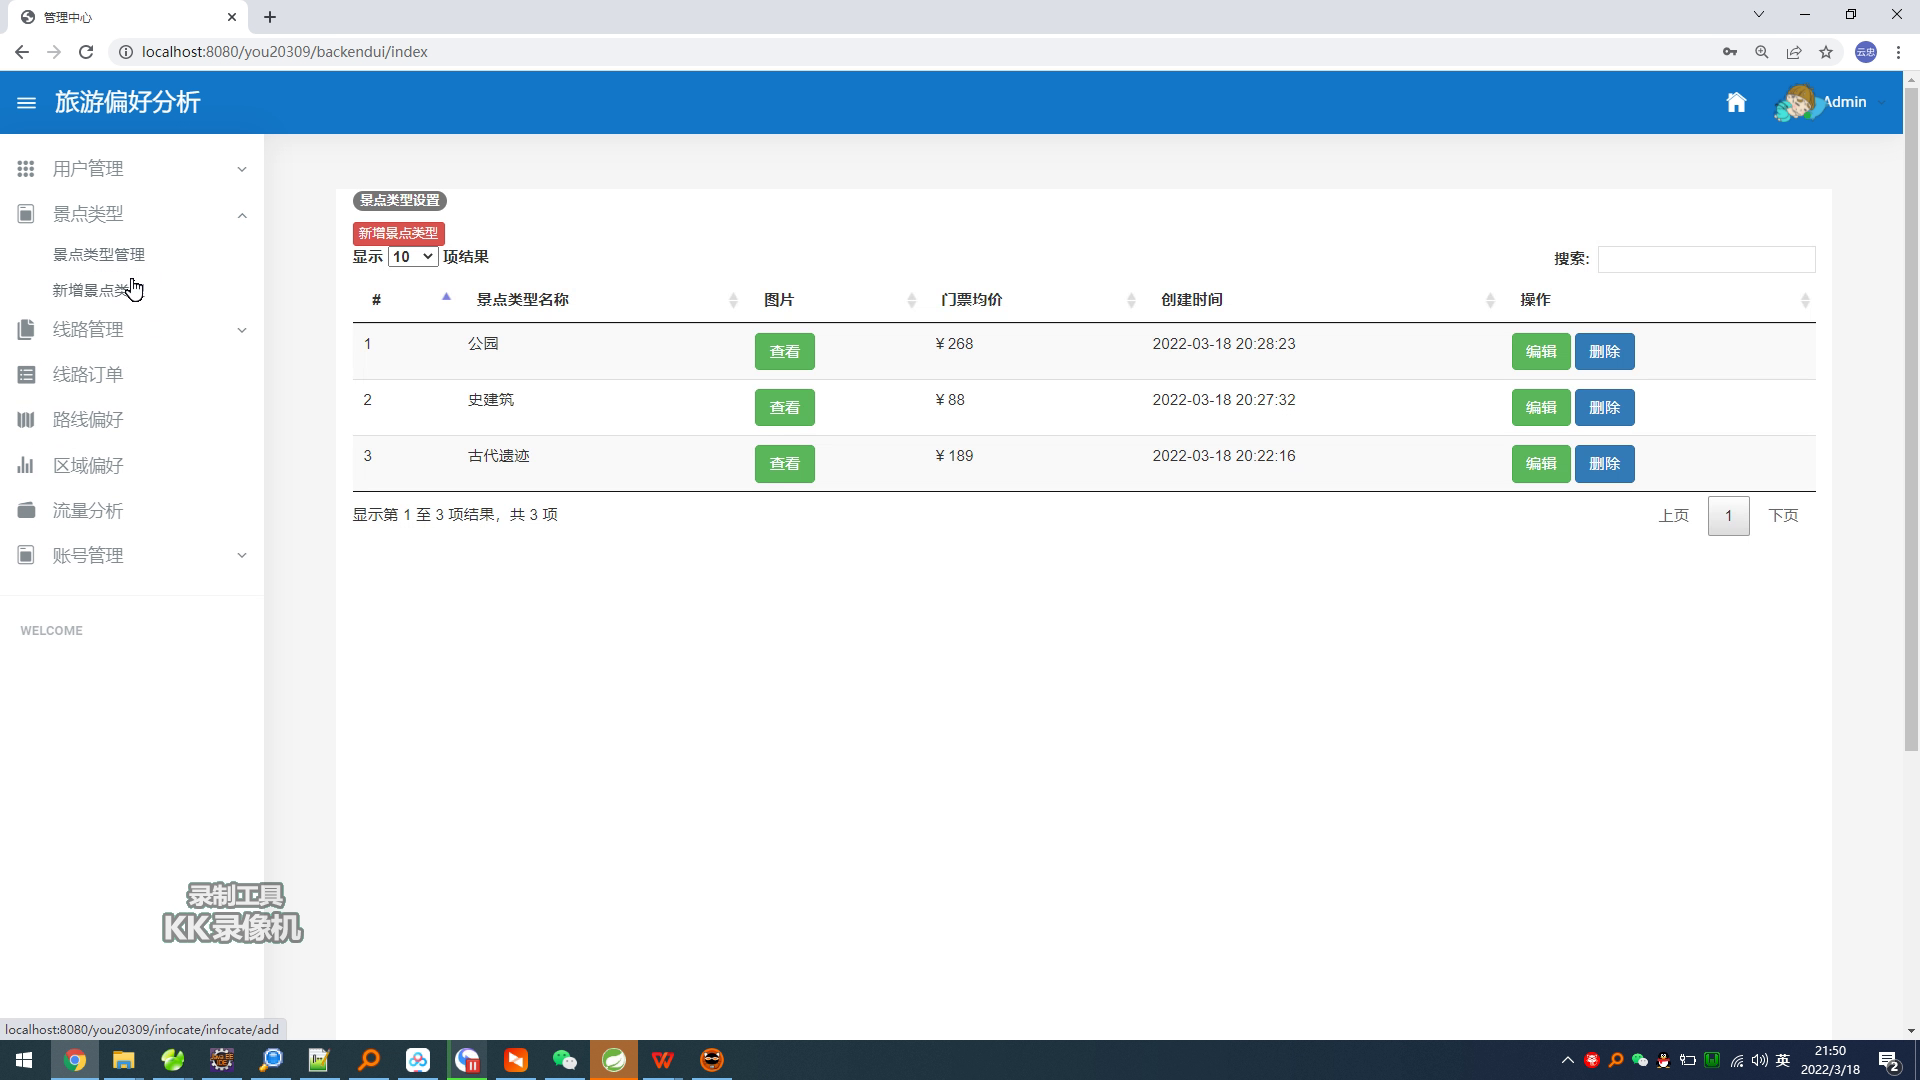 管理中心
localhost:8080/you20309/backendui/index
云忠
旅游偏好分析
Admin
用户管理
景点类型
景点类型管理
新增景点类
线路管理
线路订单
路线偏好
区域偏好
流量分析
账号管理
WELCOME
景点类型设置
新增景点类型
显示 10 项结果
搜索:
# 景点类型名称 图片 门票均价 创建时间 操作
1 公园 查看 ¥ 268 2022-03-18 20:28:23 编辑 删除
2 史建筑 查看 ¥ 88 2022-03-18 20:27:32 编辑 删除
3 古代遗迹 查看 ¥ 189 2022-03-18 20:22:16 编辑 删除
显示第 1 至 3 项结果，共 3 项
上页 1 下页
录制工具
KK录像机
localhost:8080/you20309/infocate/infocate/add
英
21:50
2022/3/18
2